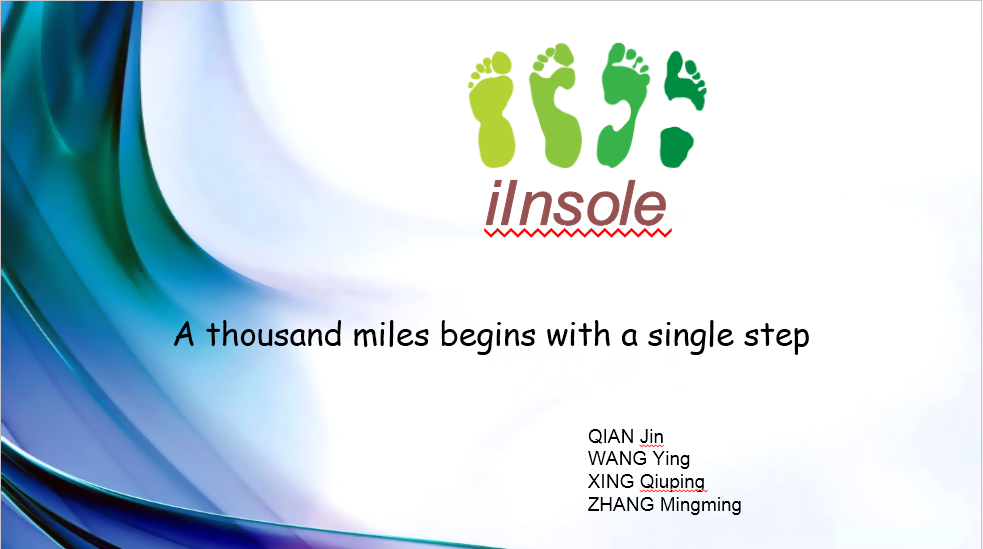 iInsole
A thousand miles begins with a single step
QIAN Jin
WANG Ying
XING Qiuping
ZHANG Mingming